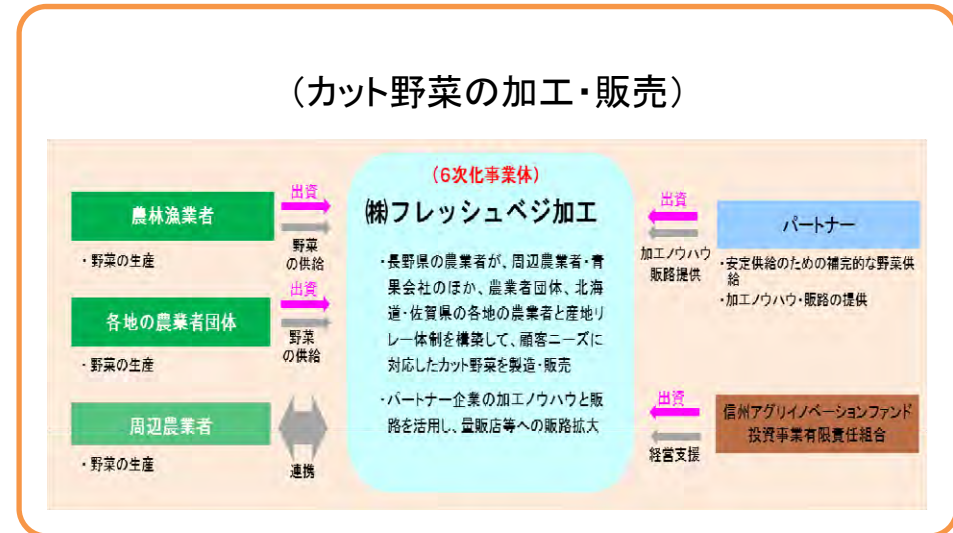 (カット野菜の加工・販売)
農林漁業者
・野菜の生産
出資
野菜
の供給
各地の農業者団体
・野菜の生産
出資
野菜
の供給
周辺農業者
・野菜の生産
連携
(6次化事業体)
㈱フレッシュベジ加工
・長野県の農業者が、周辺農業者・青
果会社のほか、農業者団体、北海
道・佐賀県の各地の農業者と産地リ
レー体制を構築して、顧客ニーズに
対応したカット野菜を製造・販売
・パートナー企業の加工ノウハウと販
路を活用し、量販店等への販路拡大
出資
加工ノウハウ
販路提供
パートナー
・安定供給のための補完的な野菜供
給
・加工ノウハウ・販路の提供
出資
経営支援
信州アグリイノベーションファンド
投資事業有限責任組合